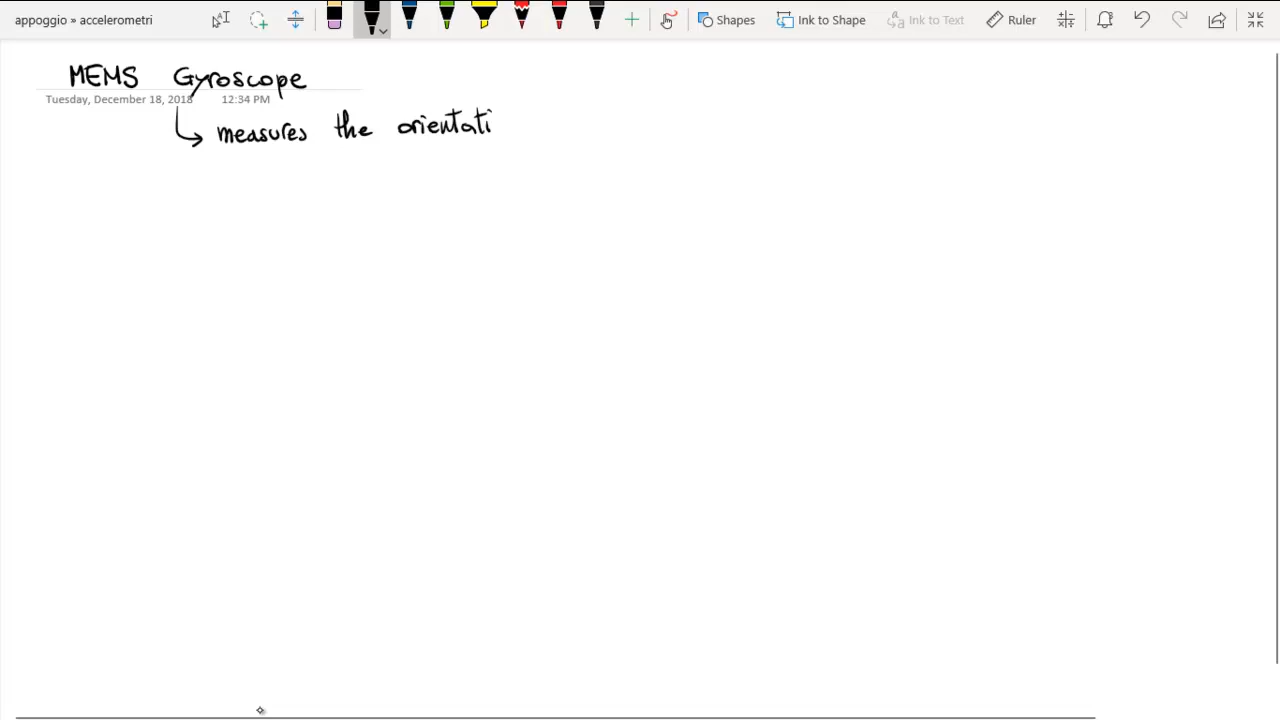 appoggio » accelerometri
Shapes
Ink to Shape
Ink to Text
Ruler
MEMS Gyroscope
Tuesday, December 18, 2018 12:34 PM
measures the orientati